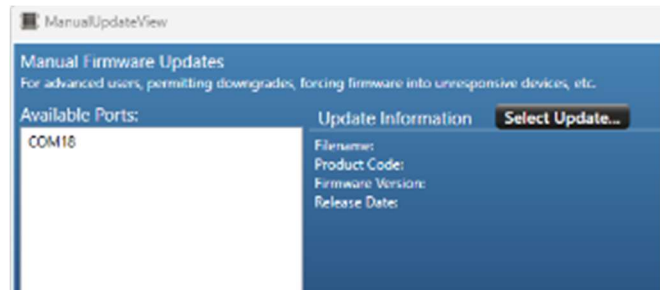 ManualUpdateView
Manual Firmware Updates
For advanced users, permitting downgrades, forcing firmware into unresponsive devices, etc.
Available Ports:
COM18
Update Information
Select Update...
Filename:
Product Code:
Firmware Version:
Release Date: